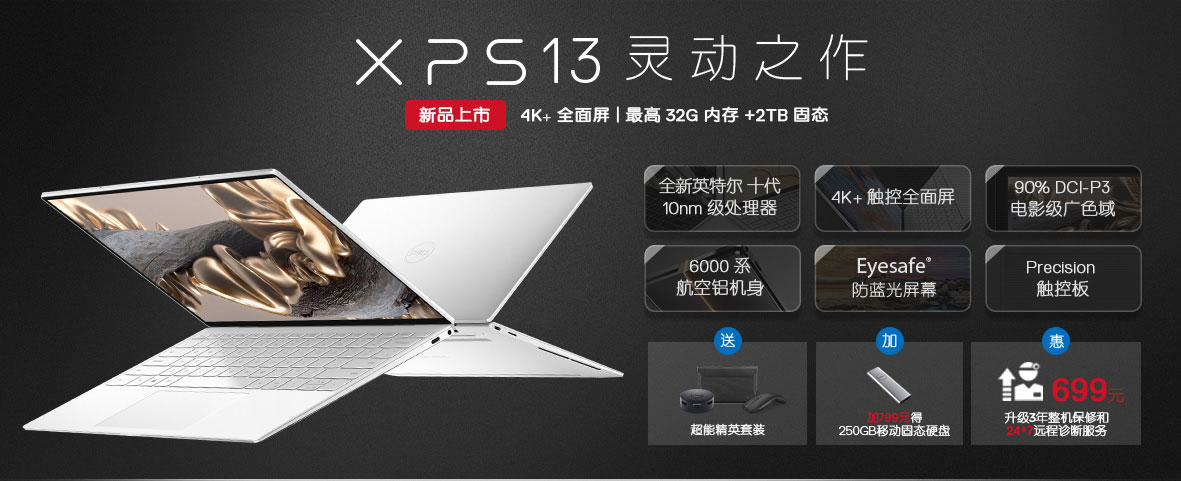 XPS13 灵动之作
新品上市 4K+ 全面屏 | 最高 32G 内存 +2TB 固态
全新英特尔 十代
10nm 级处理器
4K+ 触控全面屏
90% DCI-P3
电影级广色域
6000 系
航空铝机身
Eyesafe®
防蓝光屏幕
Precision
触控板
DELL
送
超能精英套装
加
加799元得
250GB移动固态硬盘
惠
699元
升级3年整机保修和
24*7远程诊断服务